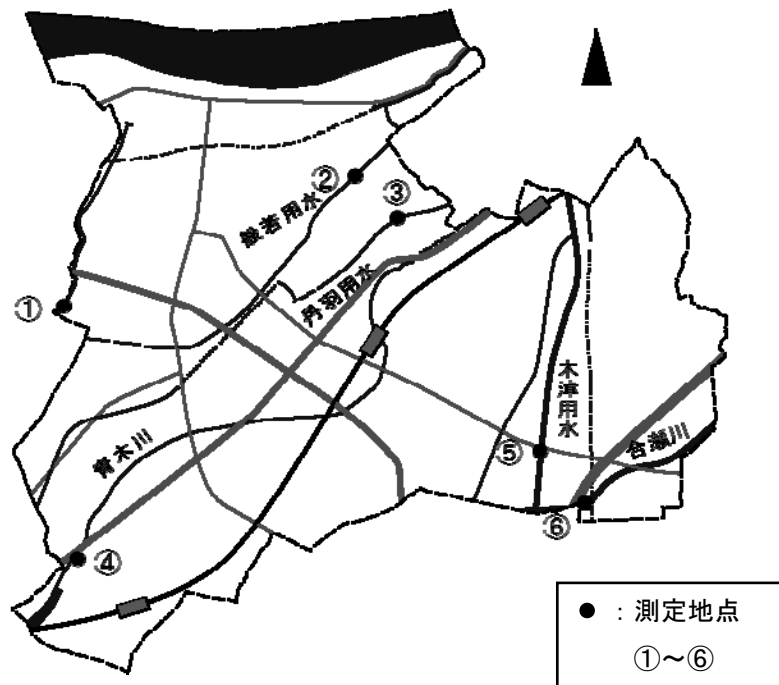 ②
③
般若用水
丹羽用水
①
木津用水
青木川
⑤
合瀬川
⑥
④
● : 測定地点
①～⑥